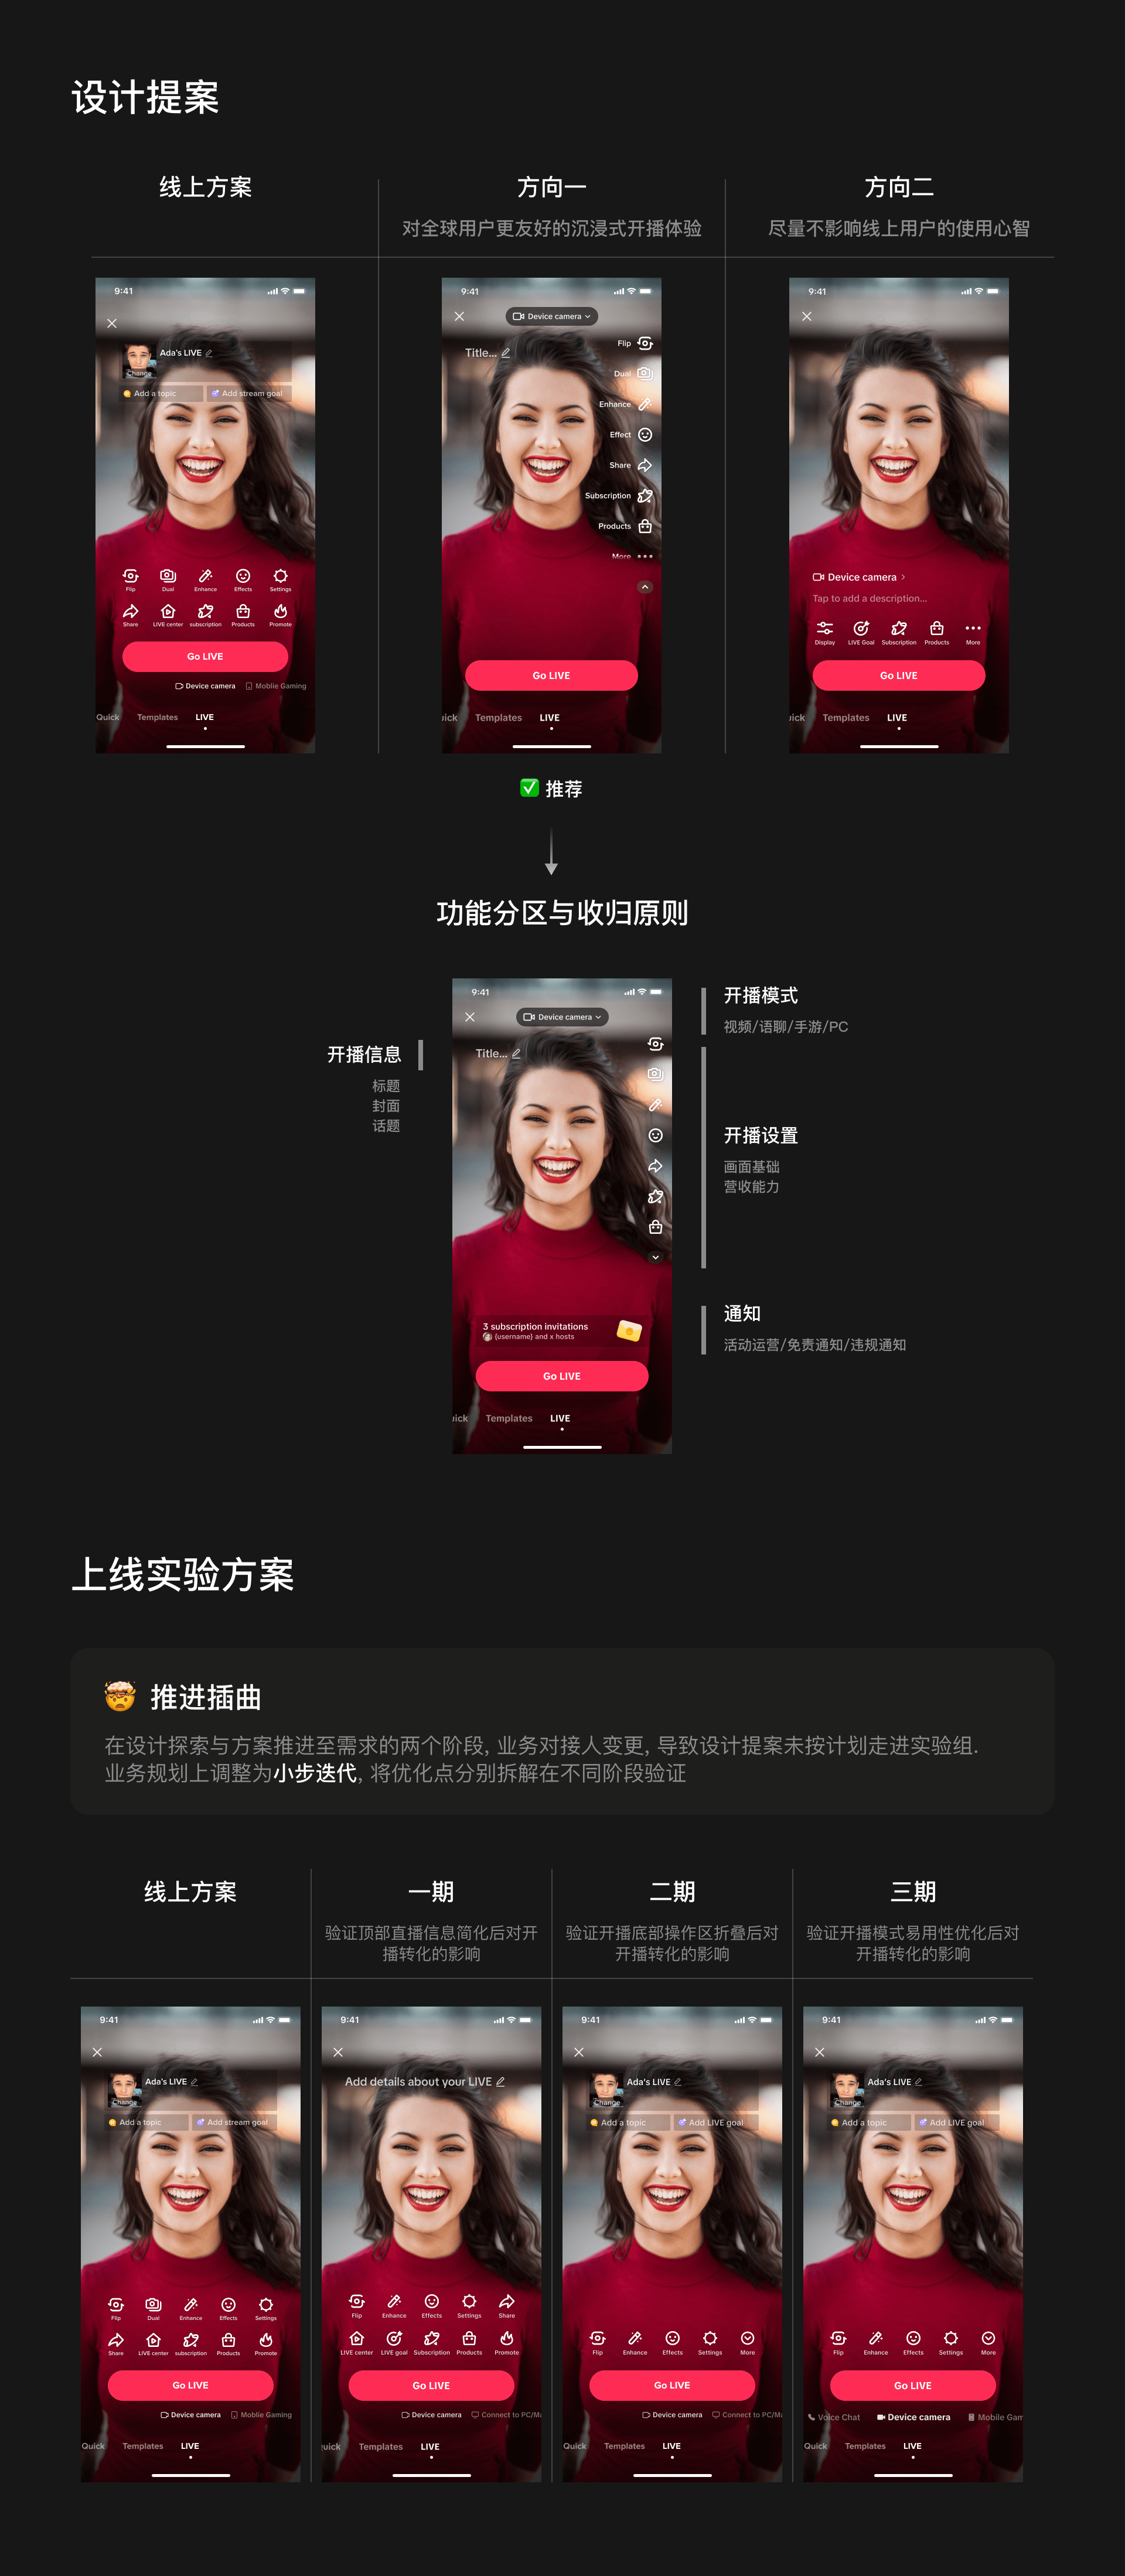 设计提案
线上方案
方向一
对全球用户更友好的沉浸式开播体验
方向二
尽量不影响线上用户的使用心智
9:41
Ada's LIVE
Change
Add a topic
Add stream goal
Flip
Dual
Enhance
Effects
Settings
Share
LIVE center
subscription
Products
Promote
Go LIVE
Device camera
Moblie Gaming
Quick
Templates
LIVE
9:41
Device camera
Title...
Flip
Dual
Enhance
Effect
Share
Subscription
Products
More
Go LIVE
uick
Templates
LIVE
9:41
Device camera
Tap to add a description...
Display
LIVE Goal
Subscription
Products
More
Go LIVE
uick
Templates
LIVE
✅ 推荐
功能分区与收归原则
开播信息
标题
封面
话题
9:41
Device camera
Title...
3 subscription invitations
{username} and x hosts
Go LIVE
uick
Templates
LIVE
开播模式
视频/语聊/手游/PC
开播设置
画面基础
营收能力
通知
活动运营/免责通知/违规通知
上线实验方案
🤯 推进插曲
在设计探索与方案推进至需求的两个阶段, 业务对接人变更, 导致设计提案未按计划走进实验组.
业务规划上调整为小步迭代, 将优化点分别拆解在不同阶段验证
线上方案
一期
验证顶部直播信息简化后对开
播转化的影响
二期
验证开播底部操作区折叠后对
开播转化的影响
三期
验证开播模式易用性优化后对
开播转化的影响
9:41
Ada's LIVE
Change
Add a topic
Add stream goal
Flip
Dual
Enhance
Effects
Settings
Share
LIVE center
subscription
Products
Promote
Go LIVE
Device camera
Moblie Gaming
Quick
Templates
LIVE
9:41
Add details about your LIVE
Flip
Enhance
Effects
Settings
Share
LIVE center
LIVE goal
Subscription
Products
Promote
Go LIVE
Device camera
Connect to PC/Ma
uick
Templates
LIVE
9:41
Ada's LIVE
Change
Add a topic
Add LIVE goal
Flip
Enhance
Effects
Settings
More
Go LIVE
Device camera
Connect to PC/Ma
Quick
Templates
LIVE
9:41
Ada's LIVE
Change
Add a topic
Add LIVE goal
Flip
Enhance
Effects
Settings
More
Go LIVE
Voice Chat
Device camera
Mobile Gam
Quick
Templates
LIVE